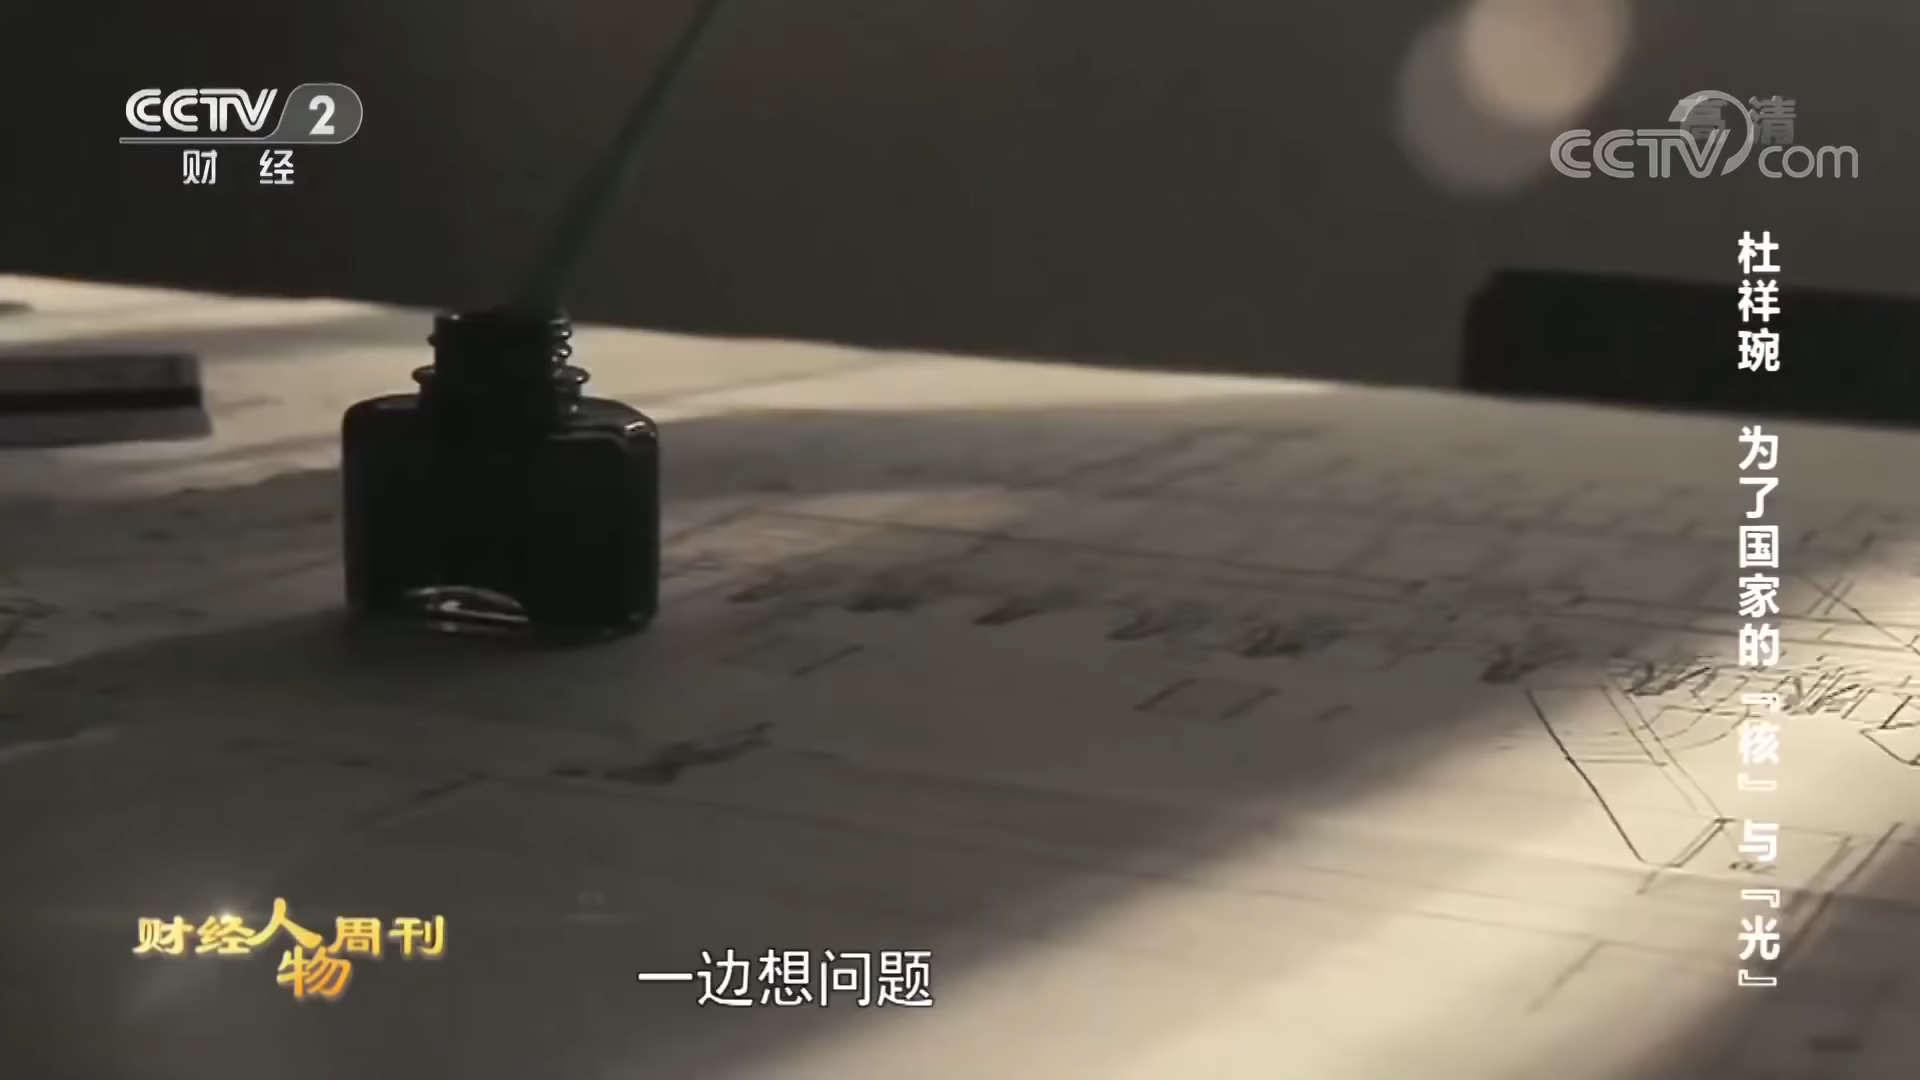 CCTV 2
财 经
高清
CCTV.com
杜祥琬 为了国家的『核』与『光』
财经人物周刊
一边想问题